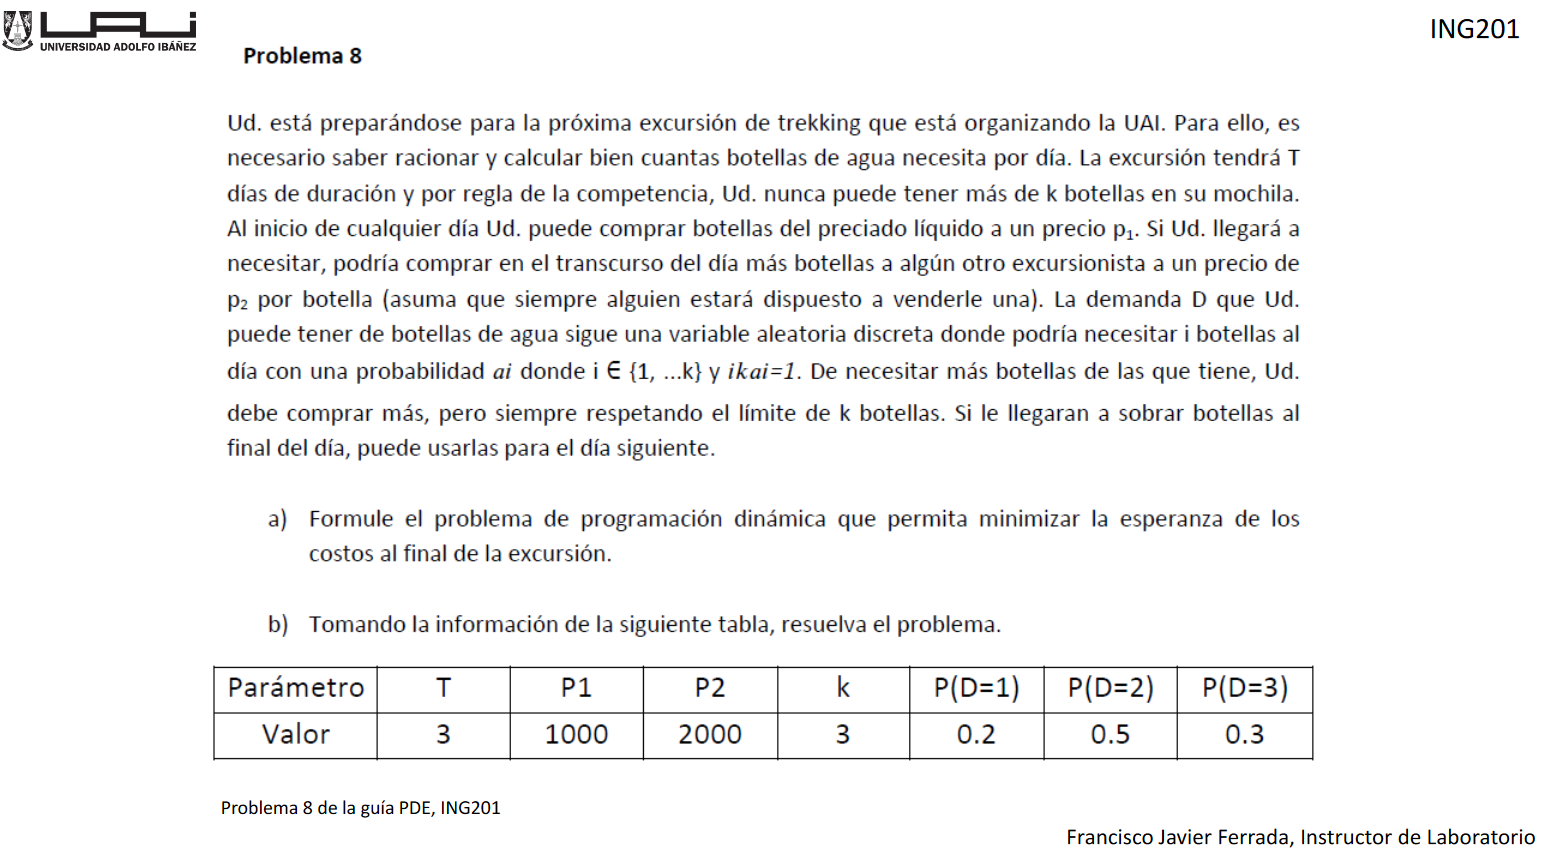 UAI
UNIVERSIDAD ADOLFO IBÁÑEZ
ING201
Problema 8
Ud. está preparándose para la próxima excursión de trekking que está organizando la UAI. Para ello, es
necesario saber racionar y calcular bien cuantas botellas de agua necesita por día. La excursión tendrá T
días de duración y por regla de la competencia, Ud. nunca puede tener más de k botellas en su mochila.
Al inicio de cualquier día Ud. puede comprar botellas del preciado líquido a un precio p₁. Si Ud. llegará a
necesitar, podría comprar en el transcurso del día más botellas a algún otro excursionista a un precio de
p₂ por botella (asuma que siempre alguien estará dispuesto a venderle una). La demanda D que Ud.
puede tener de botellas de agua sigue una variable aleatoria discreta donde podría necesitar i botellas al
día con una probabilidad ai donde i ∈ {1, ...k} y ikai=1. De necesitar más botellas de las que tiene, Ud.
debe comprar más, pero siempre respetando el límite de k botellas. Si le llegaran a sobrar botellas al
final del día, puede usarlas para el día siguiente.
a) Formule el problema de programación dinámica que permita minimizar la esperanza de los
costos al final de la excursión.
b) Tomando la información de la siguiente tabla, resuelva el problema.
Parámetro T P1 P2 k P(D=1) P(D=2) P(D=3)
Valor 3 1000 2000 3 0.2 0.5 0.3
Problema 8 de la guía PDE, ING201
Francisco Javier Ferrada, Instructor de Laboratorio